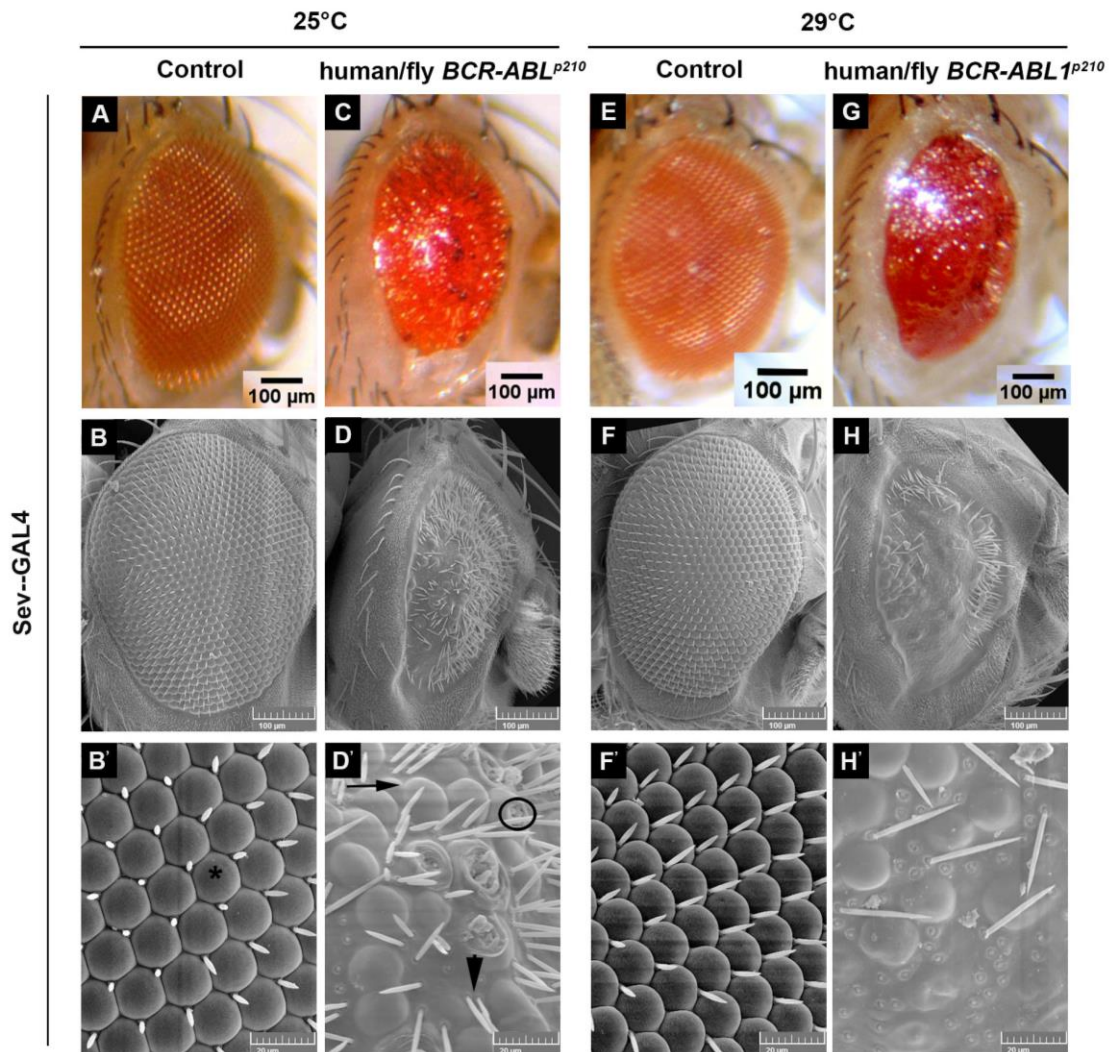 25°C 29°C
Control human/fly BCR-ABLp210 Control human/fly BCR-ABL1p210
Sev--GAL4
A C E G
100 µm 100 µm 100 µm 100 µm
B D F H
100 µm 100 µm 100 µm 100 µm
B' D' F' H'
*
20 µm 20 µm 20 µm 20 µm